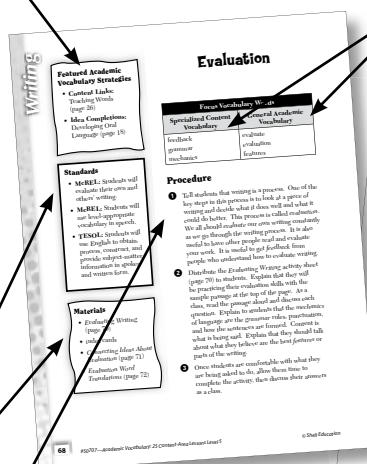 Writing
Featured Academic
Vocabulary Strategies
• Content Links:
Teaching Words
(page 26)
• Idea Completions:
Developing Oral
Language (page 18)
Standards
• McREL: Students will
evaluate their own and
others' writing.
• McREL: Students will
use level-appropriate
vocabulary in speech.
• TESOL: Students will
use English to obtain,
process, construct, and
provide subject-matter
information in spoken
and written form.
Materials
• Evaluating Writing
(page
• index cards
• Connecting Ideas About
Evaluation (page 71)
• Evaluation Word
Translations (page 72)
Evaluation
Focus Vocabulary Words
Specialized Content
Vocabulary
General Academic
Vocabulary
feedback
grammar
mechanics
evaluate
evaluation
features
Procedure
1 Tell students that writing is a process. One of the
key steps in this process is to look at a piece of
writing and decide what it does well and what it
could do better. This process is called evaluation.
We all should evaluate our own writing constantly
as we go through the writing process. It is also
useful to have other people read and evaluate
your work. It is useful to get feedback from
people who understand how to evaluate writing.
2 Distribute the Evaluating Writing activity sheet
(page 70) to students. Explain that they will
be practicing their evaluation skills with the
sample passage at the top of the page. As a
class, read the passage aloud and discuss each
question. Explain to students that the mechanics
of language are the grammar rules, punctuation,
and how the sentences are formed. Content is
what is being said. Explain that they should talk
about what they believe are the best features or
parts of the writing.
3 Once students are comfortable with what they
are being asked to do, allow them time to
complete the activity, then discuss their answers
as a class.
68
#50707—Academic Vocabulary: 25 Content-Area Lessons Level 5
© Shell Education